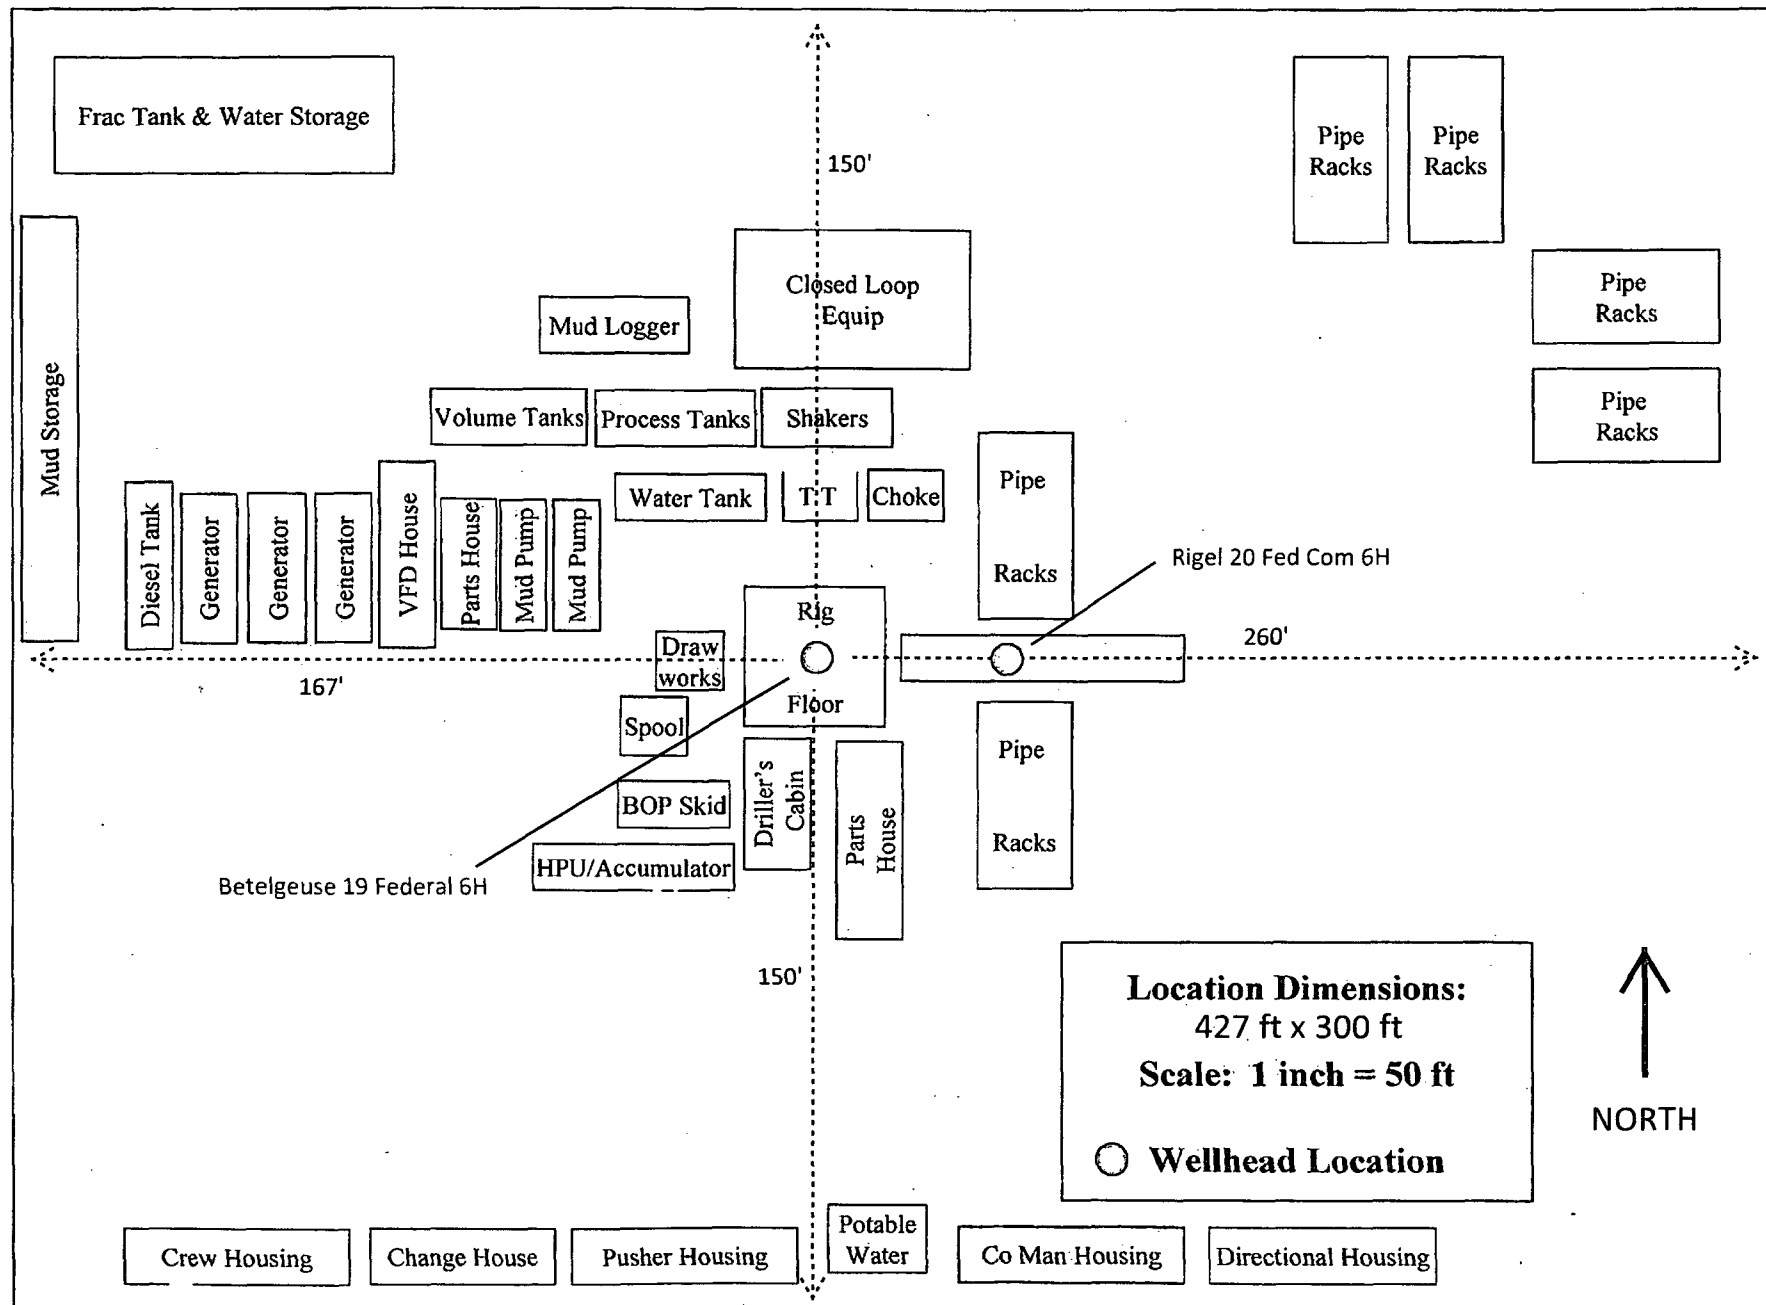 Frac Tank & Water Storage
150'
Pipe
Racks
Pipe
Racks
Closed Loop
Equip
Pipe
Racks
Mud Logger
Mud Storage
Volume Tanks
Process Tanks
Shakers
Pipe
Racks
Water Tank
T T
Choke
Pipe
Racks
Diesel Tank
Generator
Generator
Generator
VFD House
Parts House
Mud Pump
Mud Pump
Rigel 20 Fed Com 6H
Rig
Floor
260'
167'
Draw
works
Spool
Pipe
Racks
BOP Skid
Driller's
Cabin
Parts
House
HPU/Accumulator
Betelgeuse 19 Federal 6H
150'
Location Dimensions:
427 ft x 300 ft
Scale: 1 inch = 50 ft
Wellhead Location
NORTH
Crew Housing
Change House
Pusher Housing
Potable
Water
Co Man Housing
Directional Housing